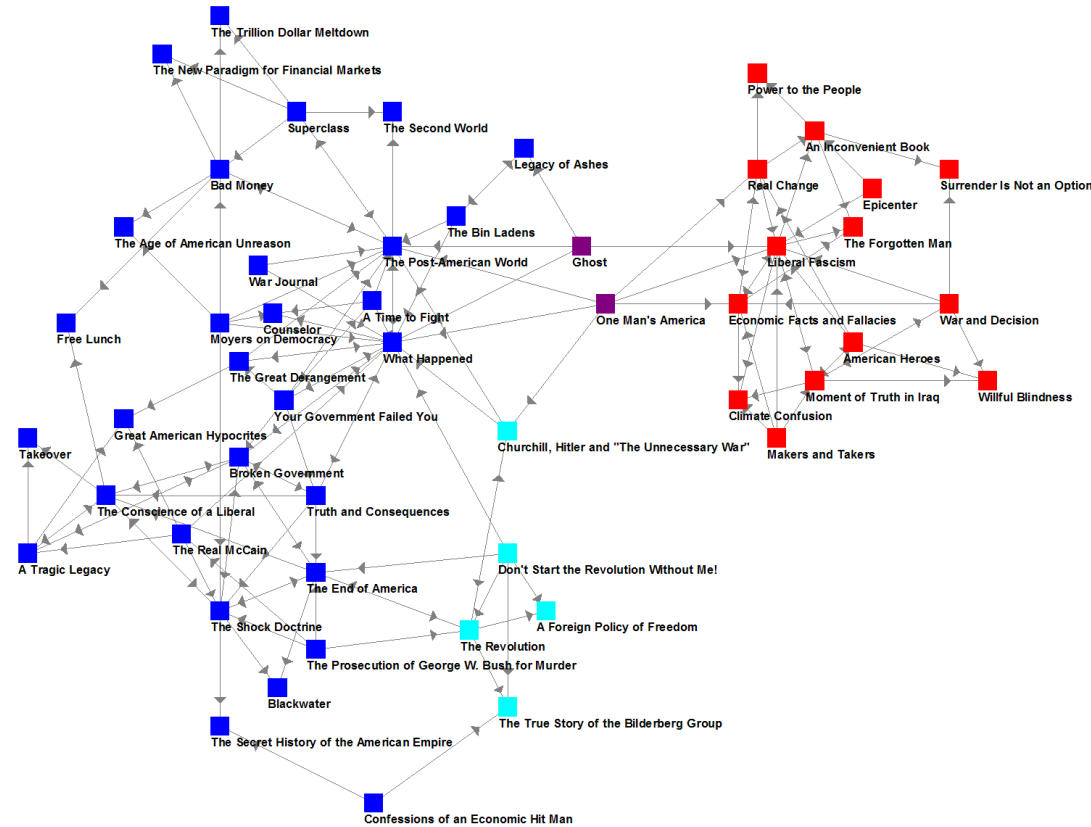 The Trillion Dollar Meltdown
The New Paradigm for Financial Markets
Power to the People
Superclass
The Second World
An Inconvenient Book
Legacy of Ashes
Bad Money
Real Change
Surrender Is Not an Option
Epicenter
The Bin Ladens
The Age of American Unreason
The Forgotten Man
The Post-American World
Ghost
Liberal Fascism
War Journal
A Time to Fight
One Man's America
Economic Facts and Fallacies
War and Decision
Counselor
Free Lunch
Moyers on Democracy
What Happened
American Heroes
The Great Derangement
Moment of Truth in Iraq
Willful Blindness
Your Government Failed You
Climate Confusion
Great American Hypocrites
Churchill, Hitler and "The Unnecessary War"
Makers and Takers
Takeover
Broken Government
The Conscience of a Liberal
Truth and Consequences
The Real McCain
A Tragic Legacy
Don't Start the Revolution Without Me!
The End of America
The Shock Doctrine
A Foreign Policy of Freedom
The Revolution
The Prosecution of George W. Bush for Murder
Blackwater
The True Story of the Bilderberg Group
The Secret History of the American Empire
Confessions of an Economic Hit Man